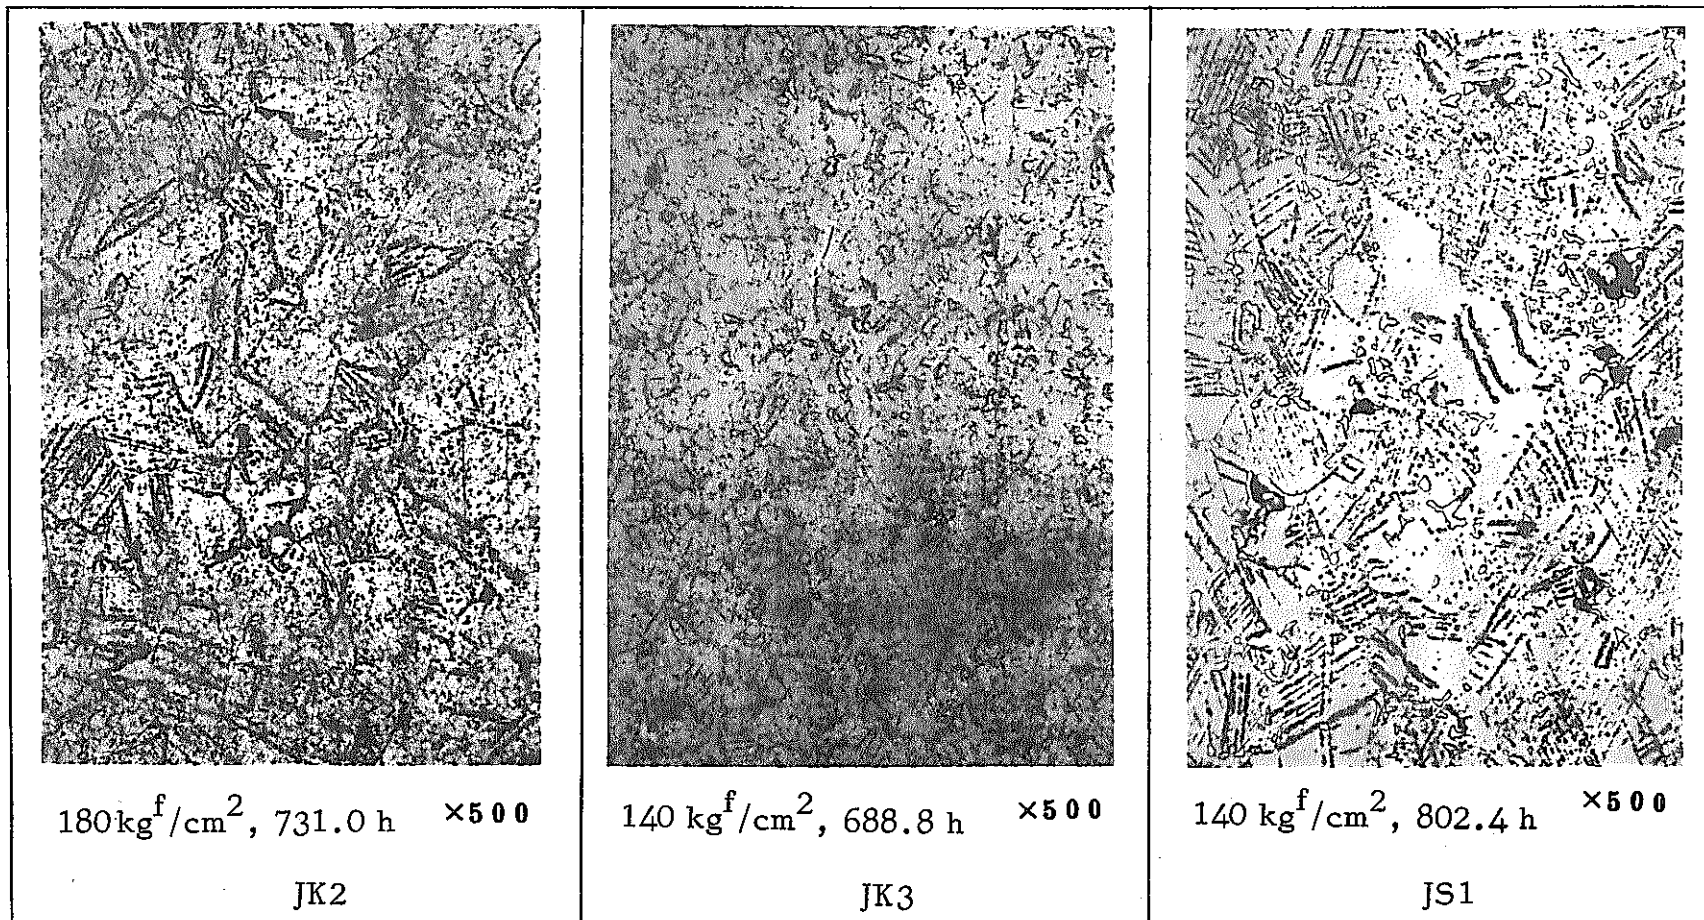 180 kgf/cm², 731.0 h ×500
JK2
140 kgf/cm², 688.8 h ×500
JK3
140 kgf/cm², 802.4 h ×500
JS1